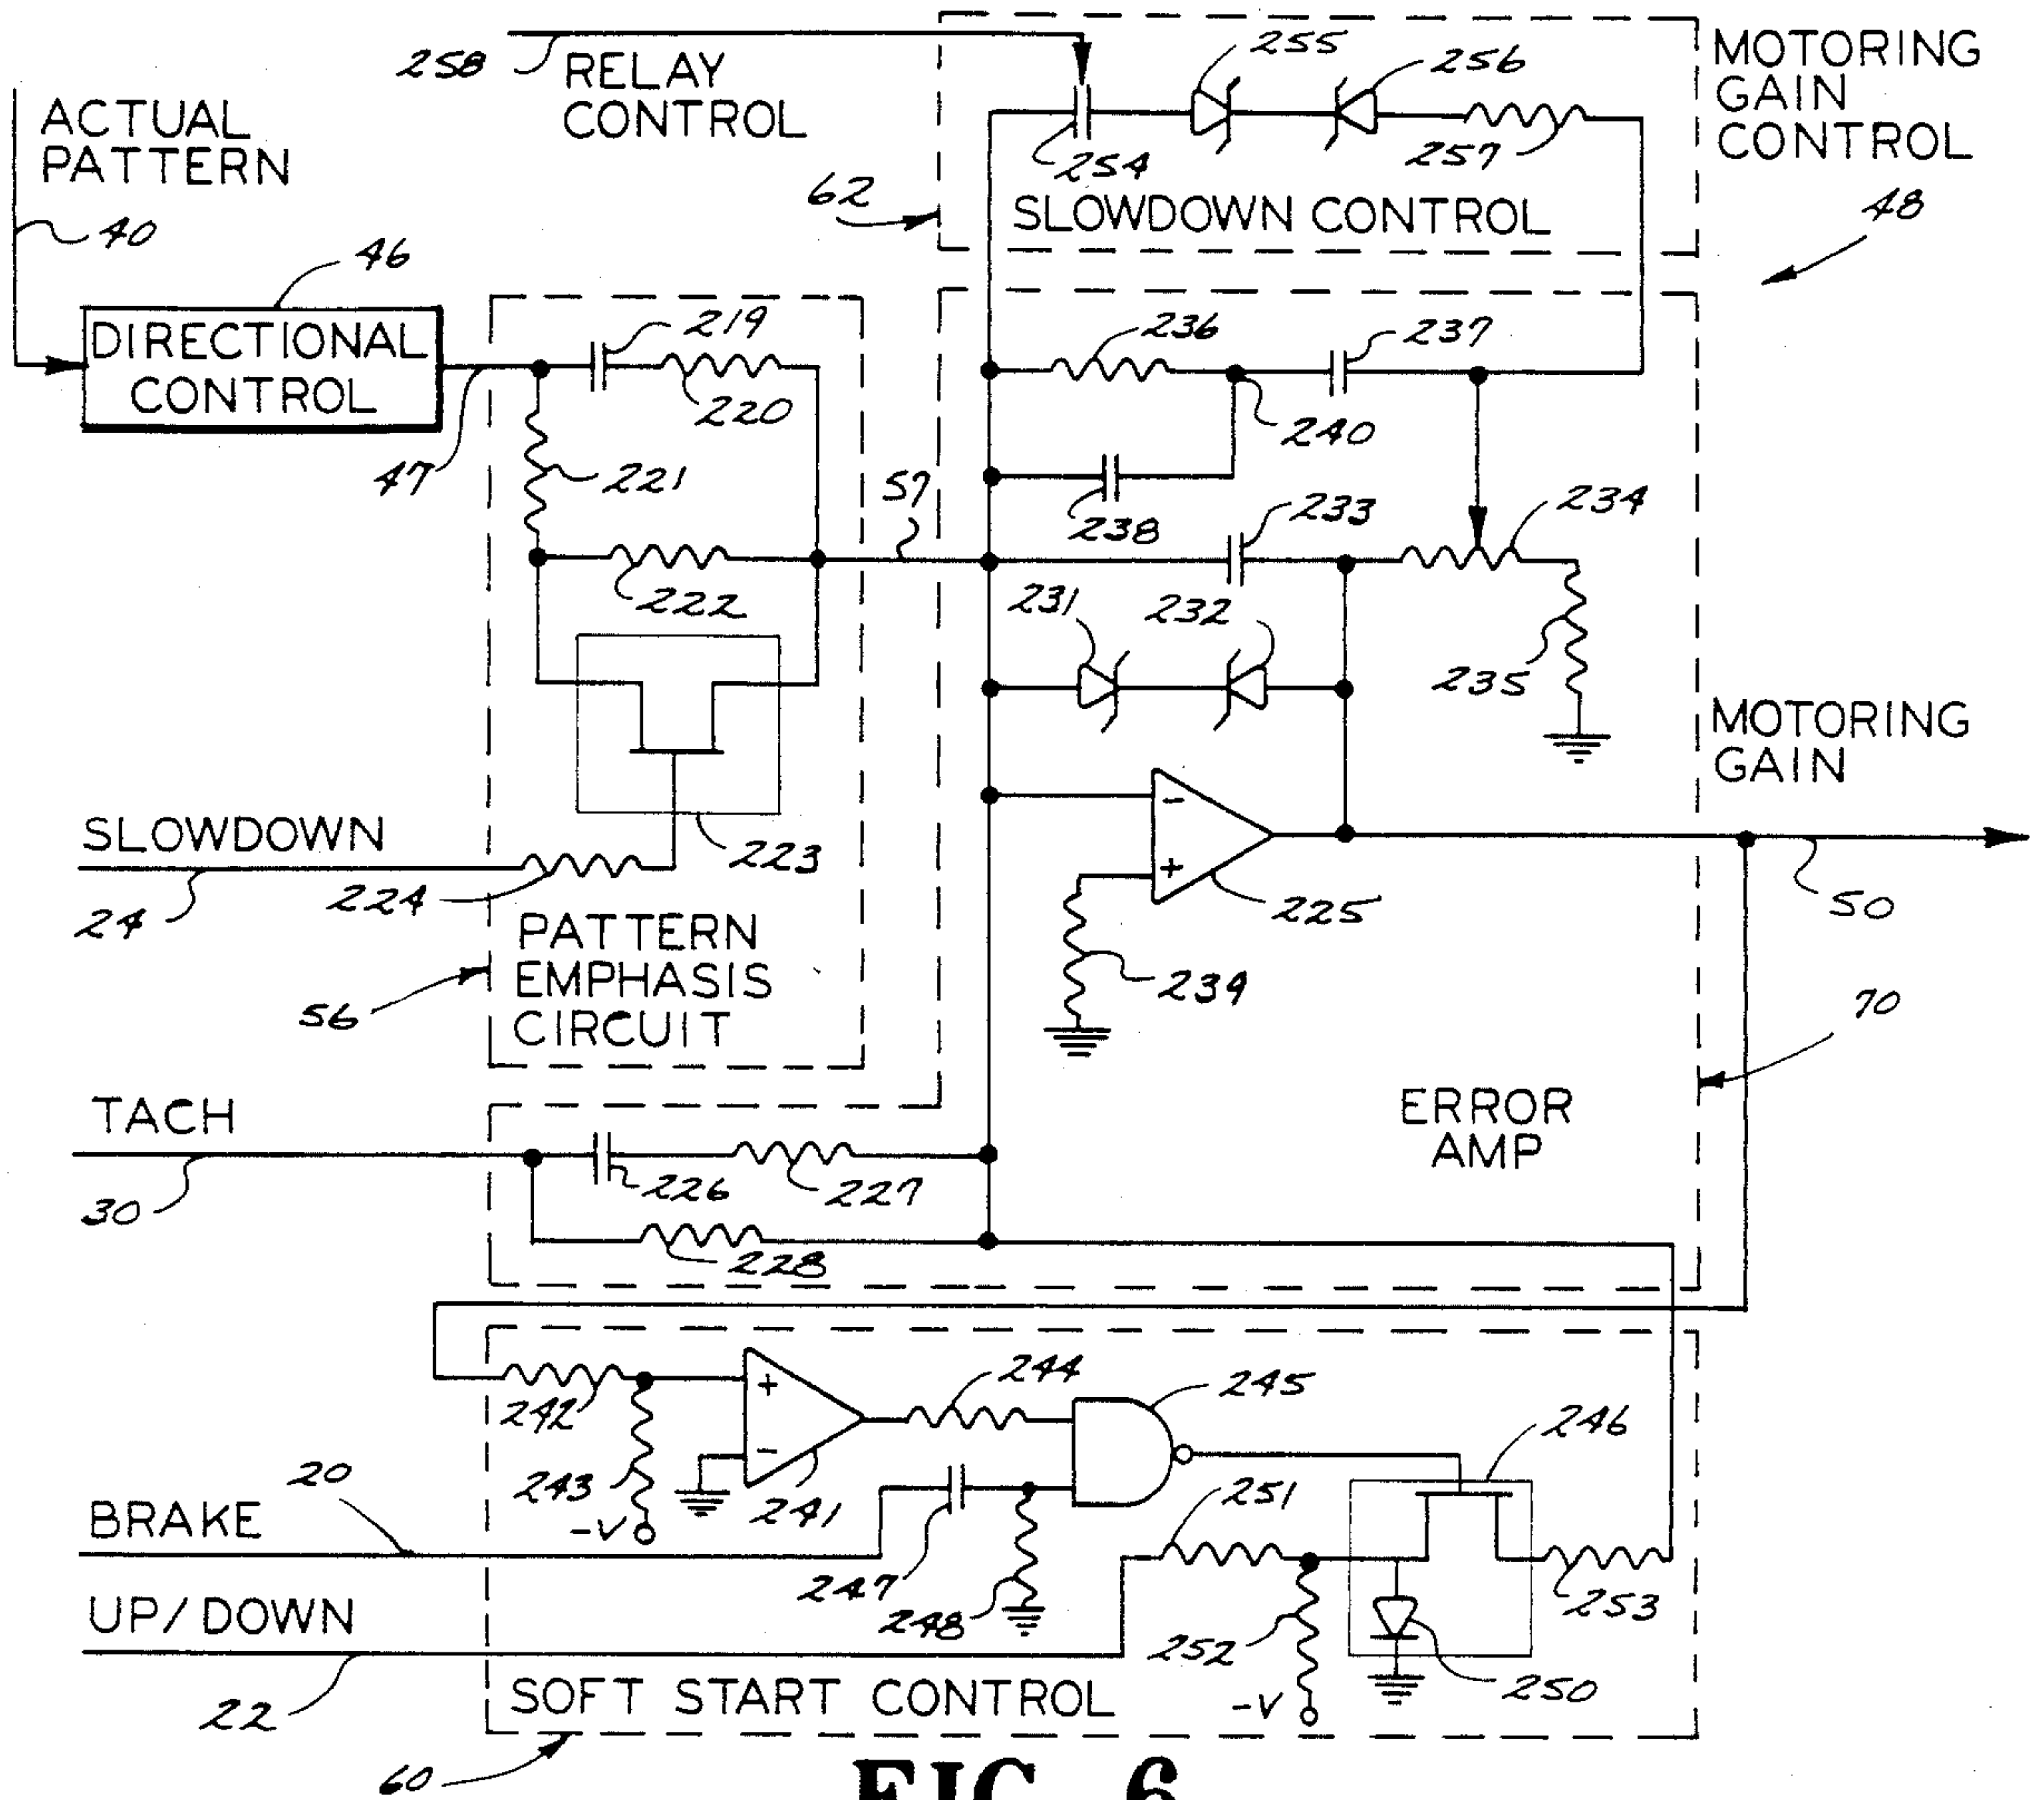 258
RELAY
CONTROL
255
256
MOTORING
GAIN
CONTROL
ACTUAL
PATTERN
254
257
62
SLOWDOWN CONTROL
48
40
46
DIRECTIONAL
CONTROL
219
220
236
237
240
47
221
57
238
233
234
222
231
232
235
MOTORING
GAIN
SLOWDOWN
24
224
223
-
+
225
50
PATTERN
EMPHASIS
CIRCUIT
56
239
70
TACH
30
226
227
228
ERROR
AMP
242
243
-V
+
-
241
244
245
246
BRAKE
20
247
248
251
252
-V
253
250
UP/DOWN
22
SOFT START CONTROL
60
FIG. 6